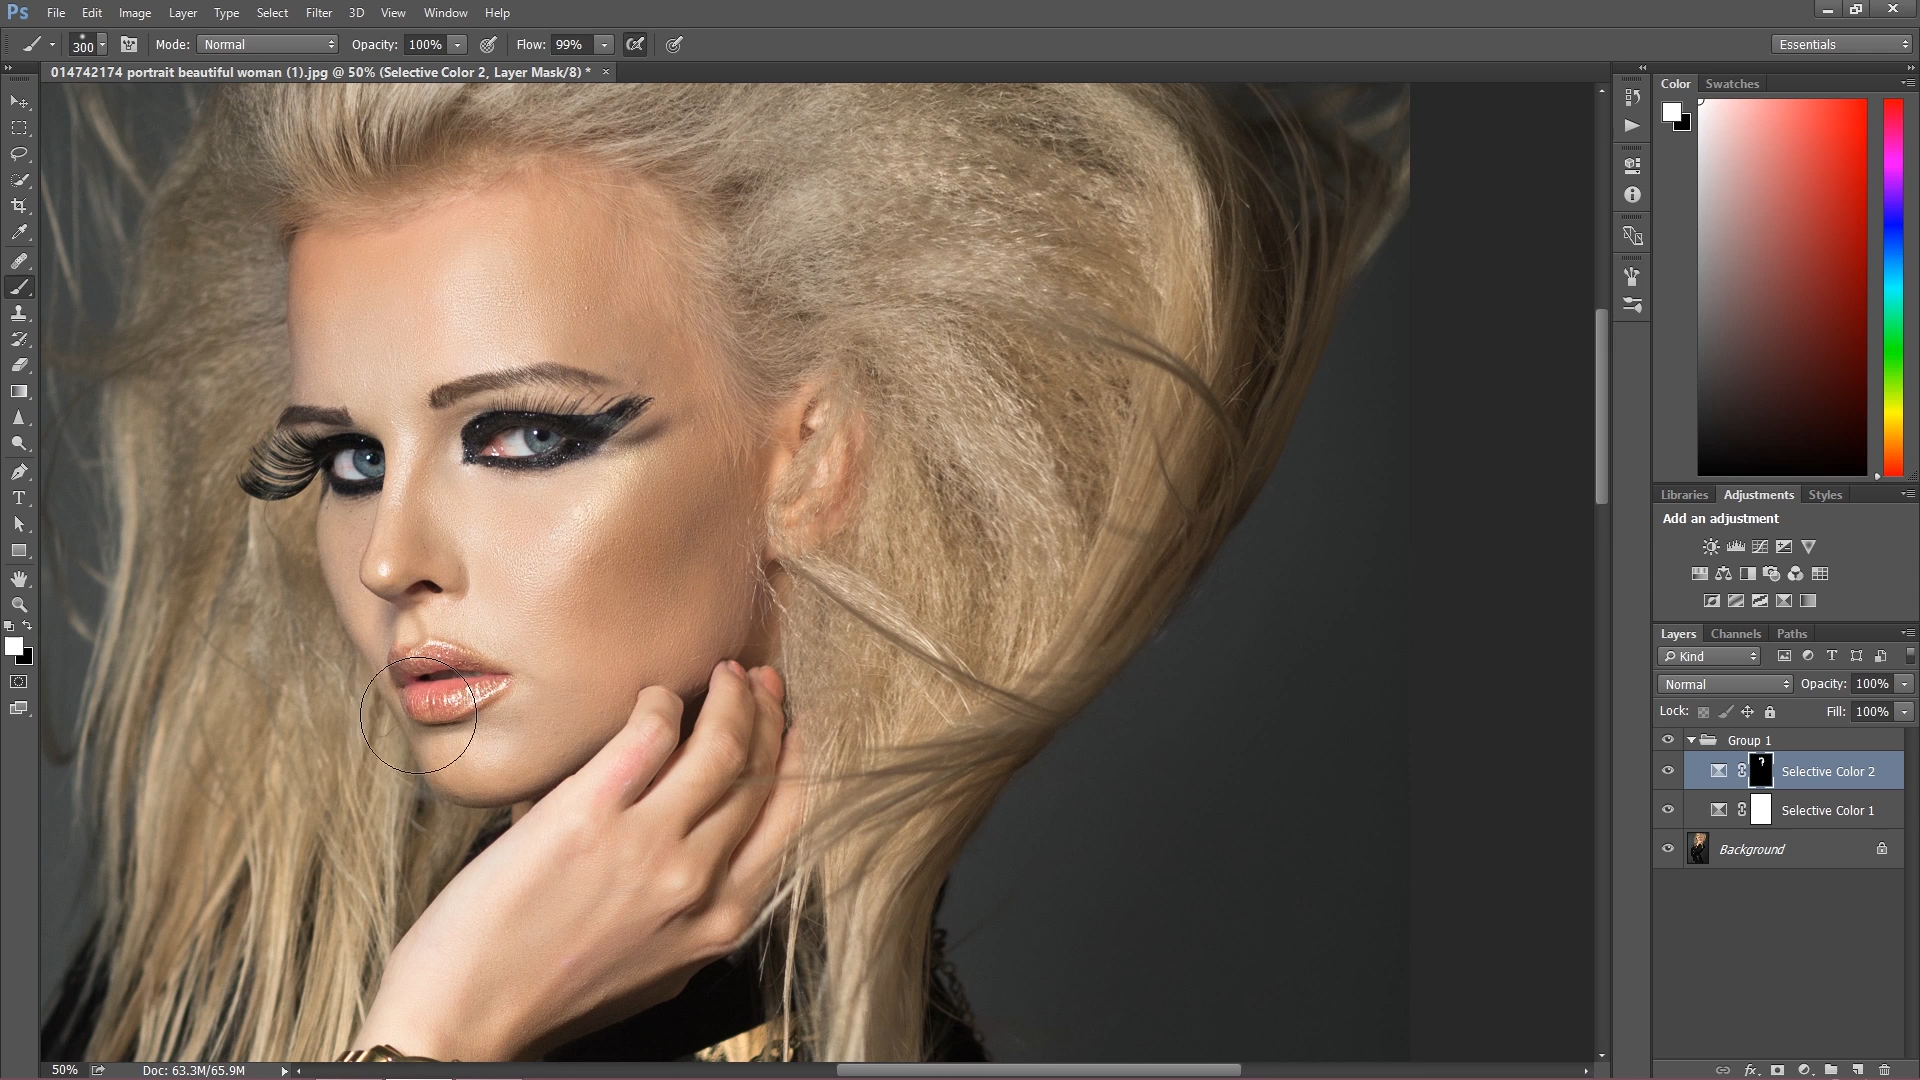 Ps File Edit Image Layer Type Select Filter 3D View Window Help
300 Mode: Normal Opacity: 100% Flow: 99% Essentials
014742174 portrait beautiful woman (1).jpg @ 50% (Selective Color 2, Layer Mask/8) * ×
Color Swatches
Libraries Adjustments Styles
Add an adjustment
Layers Channels Paths
Kind
Normal Opacity: 100%
Lock: Fill: 100%
Group 1
Selective Color 2
Selective Color 1
Background
50% Doc: 63.3M/65.9M